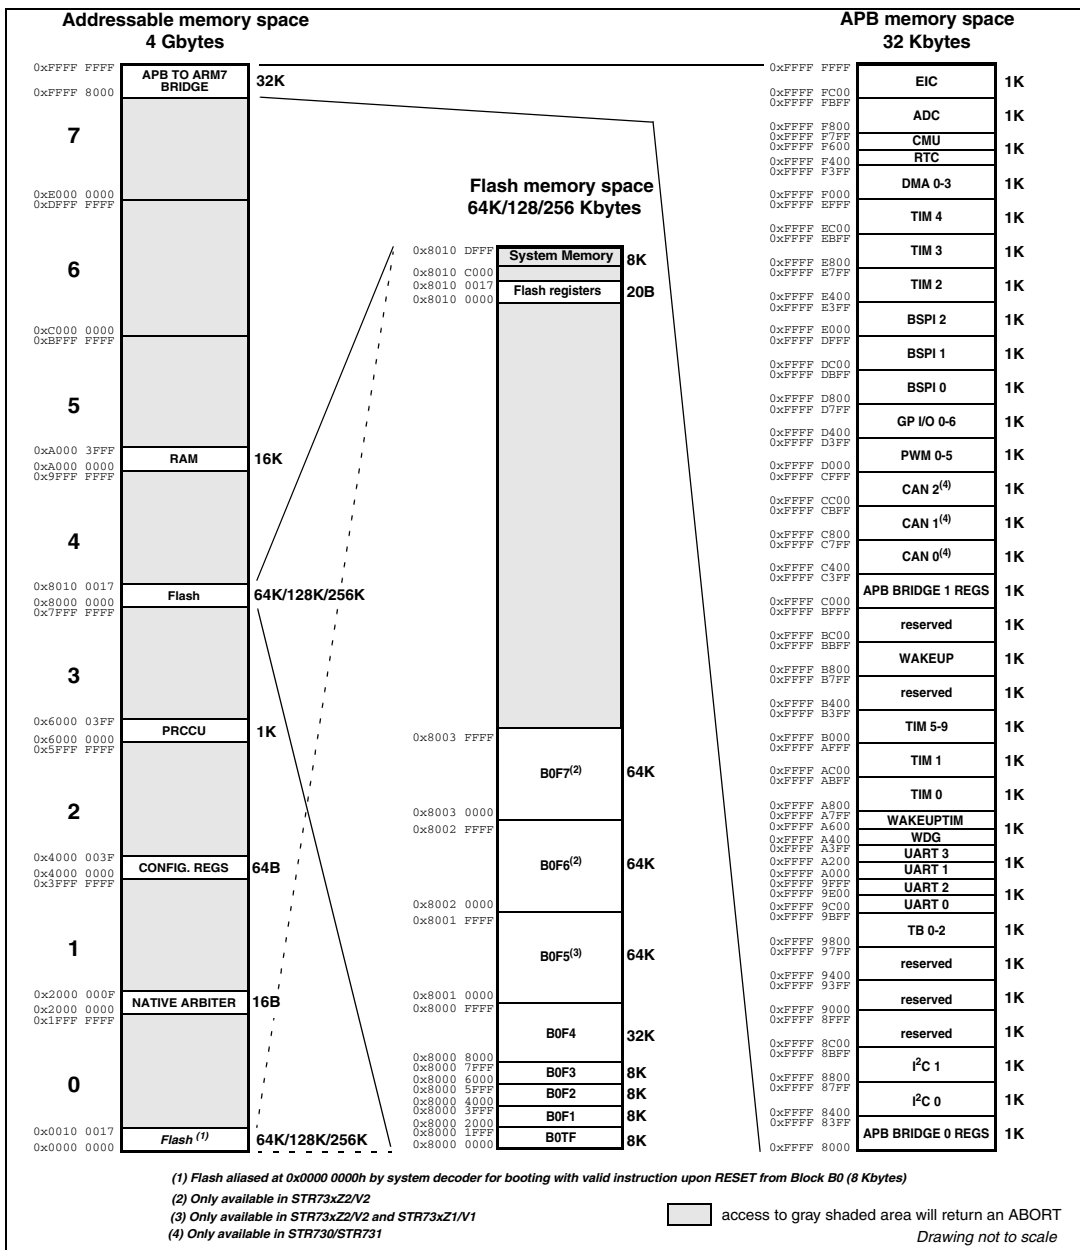 Addressable memory space
4 Gbytes
0xFFFF FFFF
APB TO ARM7
BRIDGE
32K
0xFFFF 8000
7
0xE000 0000
0xDFFF FFFF
6
0xC000 0000
0xBFFF FFFF
5
0xA000 3FFF
RAM
16K
0xA000 0000
0x9FFF FFFF
4
0x8010 0017
Flash
64K/128K/256K
0x8000 0000
0x7FFF FFFF
3
0x6000 03FF
PRCCU
1K
0x6000 0000
0x5FFF FFFF
2
0x4000 003F
CONFIG. REGS
64B
0x4000 0000
0x3FFF FFFF
1
0x2000 000F
NATIVE ARBITER
16B
0x2000 0000
0x1FFF FFFF
0
0x0010 0017
Flash (1)
64K/128K/256K
0x0000 0000
Flash memory space
64K/128/256 Kbytes
0x8010 DFFF
System Memory
8K
0x8010 C000
0x8010 0017
Flash registers
20B
0x8010 0000
0x8003 FFFF
B0F7(2)
64K
0x8003 0000
0x8002 FFFF
B0F6(2)
64K
0x8002 0000
0x8001 FFFF
B0F5(3)
64K
0x8001 0000
0x8000 FFFF
B0F4
32K
0x8000 8000
0x8000 7FFF
B0F3
8K
0x8000 6000
0x8000 5FFF
B0F2
8K
0x8000 4000
0x8000 3FFF
B0F1
8K
0x8000 2000
0x8000 1FFF
B0TF
8K
0x8000 0000
APB memory space
32 Kbytes
0xFFFF FFFF
EIC
1K
0xFFFF FC00
0xFFFF FBFF
ADC
1K
0xFFFF F800
0xFFFF F7FF
CMU
1K
0xFFFF F600
RTC
0xFFFF F400
0xFFFF F3FF
DMA 0-3
1K
0xFFFF F000
0xFFFF EFFF
TIM 4
1K
0xFFFF EC00
0xFFFF EBFF
TIM 3
1K
0xFFFF E800
0xFFFF E7FF
TIM 2
1K
0xFFFF E400
0xFFFF E3FF
BSPI 2
1K
0xFFFF E000
0xFFFF DFFF
BSPI 1
1K
0xFFFF DC00
0xFFFF DBFF
BSPI 0
1K
0xFFFF D800
0xFFFF D7FF
GP I/O 0-6
1K
0xFFFF D400
0xFFFF D3FF
PWM 0-5
1K
0xFFFF D000
0xFFFF CFFF
CAN 2(4)
1K
0xFFFF CC00
0xFFFF CBFF
CAN 1(4)
1K
0xFFFF C800
0xFFFF C7FF
CAN 0(4)
1K
0xFFFF C400
0xFFFF C3FF
APB BRIDGE 1 REGS
1K
0xFFFF C000
0xFFFF BFFF
reserved
1K
0xFFFF BC00
0xFFFF BBFF
WAKEUP
1K
0xFFFF B800
0xFFFF B7FF
reserved
1K
0xFFFF B400
0xFFFF B3FF
TIM 5-9
1K
0xFFFF B000
0xFFFF AFFF
TIM 1
1K
0xFFFF AC00
0xFFFF ABFF
TIM 0
1K
0xFFFF A800
0xFFFF A7FF
WAKEUPTIM
1K
0xFFFF A600
WDG
0xFFFF A400
0xFFFF A3FF
UART 3
1K
0xFFFF A200
UART 1
0xFFFF A000
0xFFFF 9FFF
UART 2
1K
0xFFFF 9E00
UART 0
0xFFFF 9C00
0xFFFF 9BFF
TB 0-2
1K
0xFFFF 9800
0xFFFF 97FF
reserved
1K
0xFFFF 9400
0xFFFF 93FF
reserved
1K
0xFFFF 9000
0xFFFF 8FFF
reserved
1K
0xFFFF 8C00
0xFFFF 8BFF
I2C 1
1K
0xFFFF 8800
0xFFFF 87FF
I2C 0
1K
0xFFFF 8400
0xFFFF 83FF
APB BRIDGE 0 REGS
1K
0xFFFF 8000
(1) Flash aliased at 0x0000 0000h by system decoder for booting with valid instruction upon RESET from Block B0 (8 Kbytes)
(2) Only available in STR73xZ2/V2
(3) Only available in STR73xZ2/V2 and STR73xZ1/V1
(4) Only available in STR730/STR731
access to gray shaded area will return an ABORT
Drawing not to scale